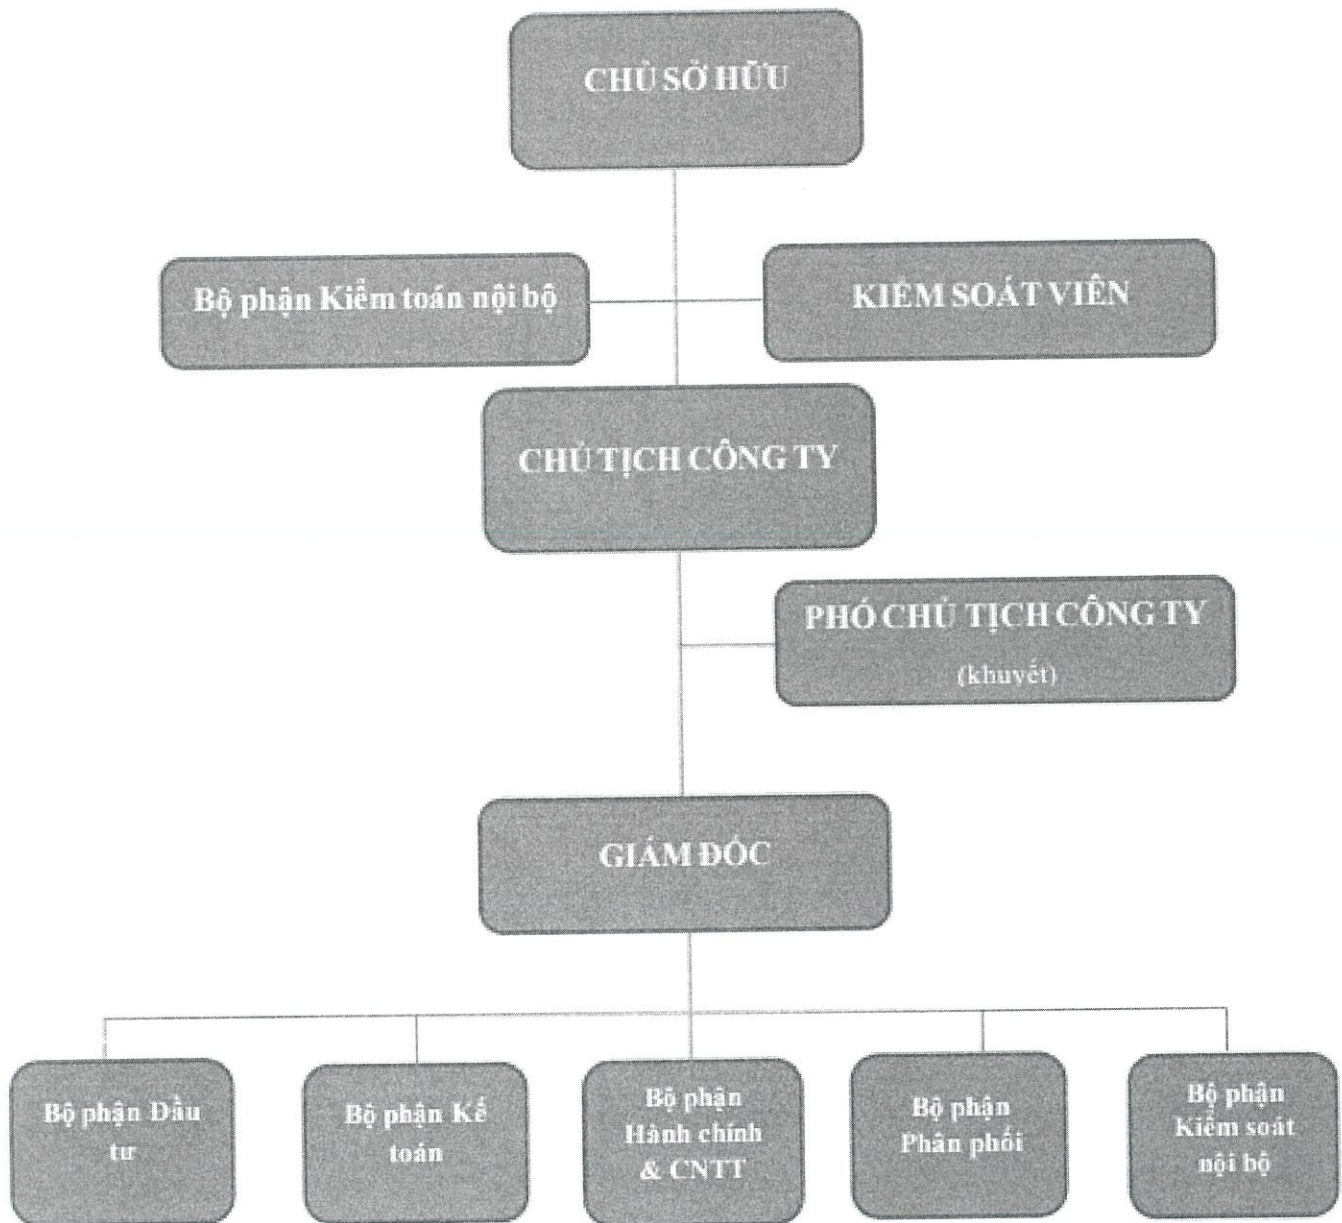 CHỦ SỞ HỮU
Bộ phận Kiểm toán nội bộ
KIỂM SOÁT VIÊN
CHỦ TỊCH CÔNG TY
PHÓ CHỦ TỊCH CÔNG TY
(khuyết)
GIÁM ĐỐC
Bộ phận Đầu
tư
Bộ phận Kế
toán
Bộ phận
Hành chính
& CNTT
Bộ phận
Phân phối
Bộ phận
Kiểm soát
nội bộ